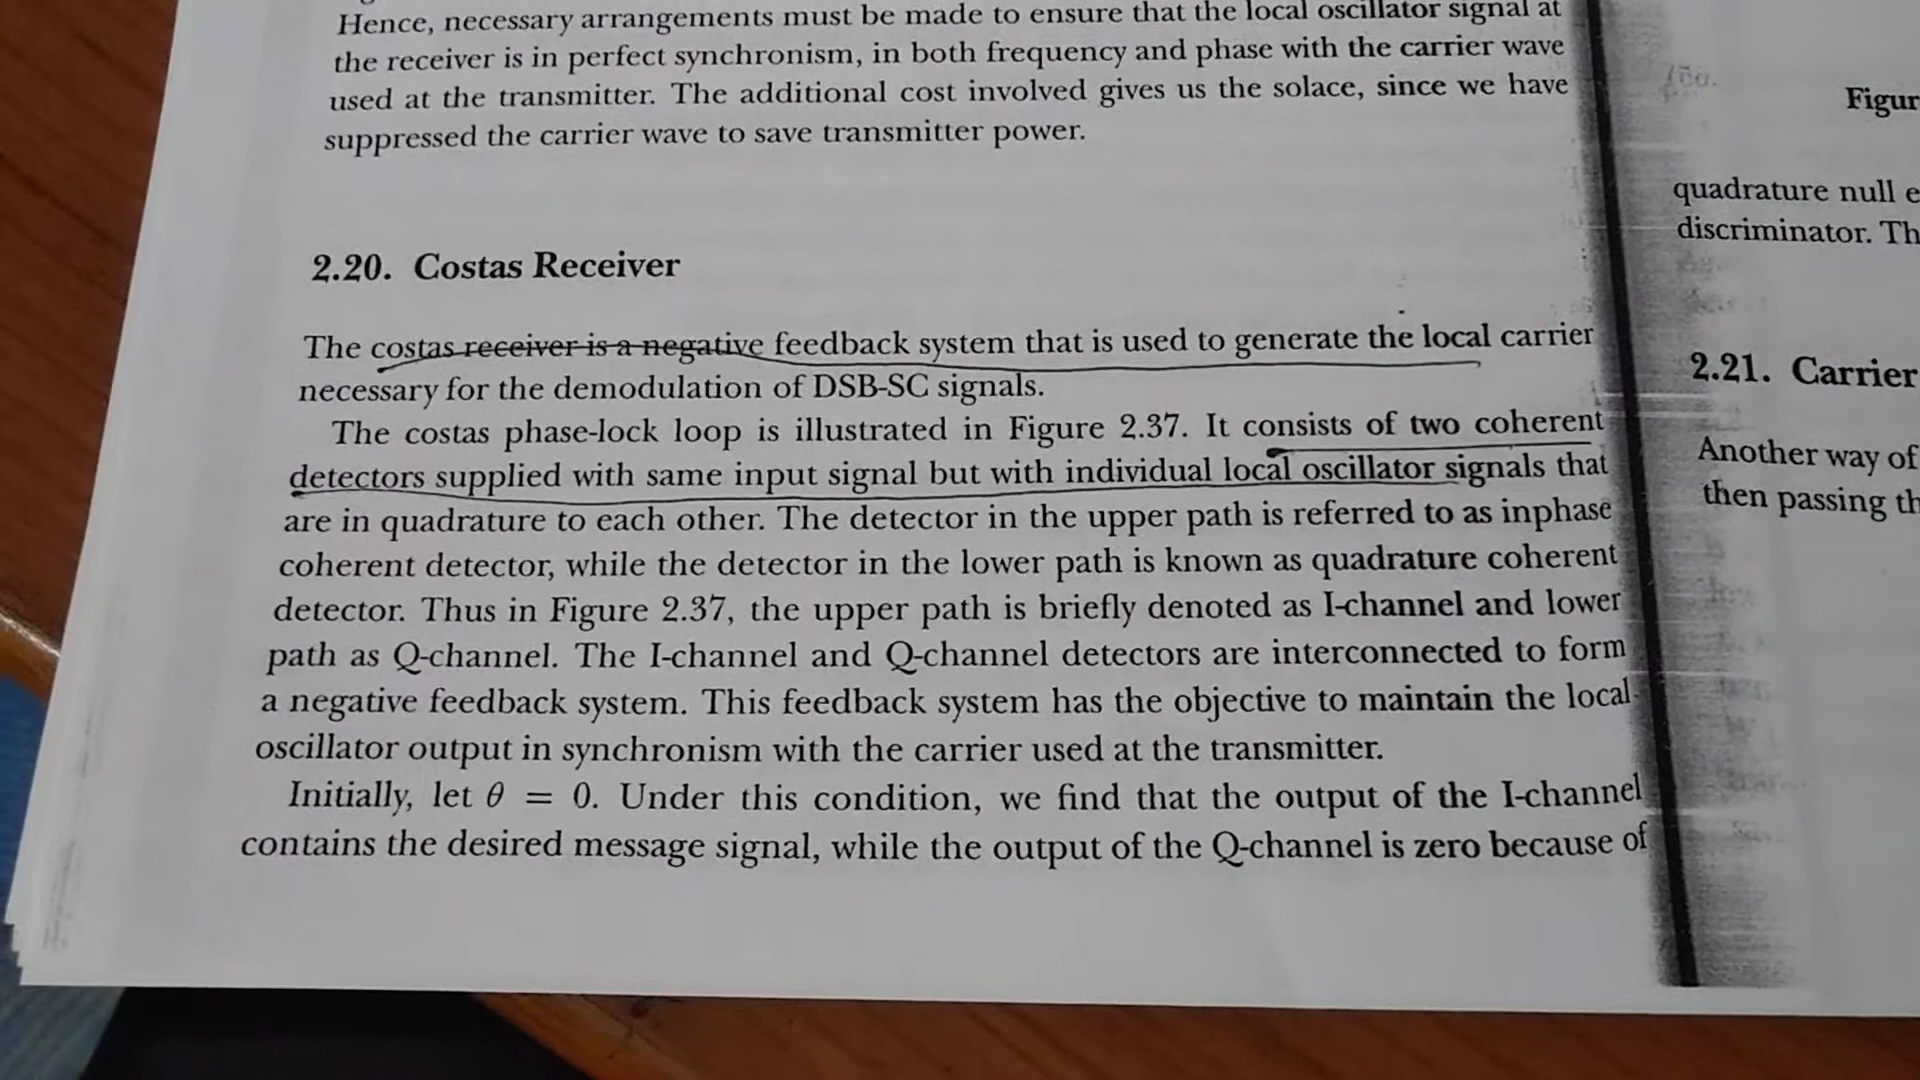 Hence, necessary arrangements must be made to ensure that the local oscillator signal at
the receiver is in perfect synchronism, in both frequency and phase with the carrier wave
used at the transmitter. The additional cost involved gives us the solace, since we have
suppressed the carrier wave to save transmitter power.
2.20. Costas Receiver
The costas receiver is a negative feedback system that is used to generate the local carrier
necessary for the demodulation of DSB-SC signals.
The costas phase-lock loop is illustrated in Figure 2.37. It consists of two coherent
detectors supplied with same input signal but with individual local oscillator signals that
are in quadrature to each other. The detector in the upper path is referred to as inphase
coherent detector, while the detector in the lower path is known as quadrature coherent
detector. Thus in Figure 2.37, the upper path is briefly denoted as I-channel and lower
path as Q-channel. The I-channel and Q-channel detectors are interconnected to form
a negative feedback system. This feedback system has the objective to maintain the local
oscillator output in synchronism with the carrier used at the transmitter.
Initially, let θ = 0. Under this condition, we find that the output of the I-channel
contains the desired message signal, while the output of the Q-channel is zero because of
Figur
quadrature null e
discriminator. Th
2.21. Carrier
Another way of
then passing th